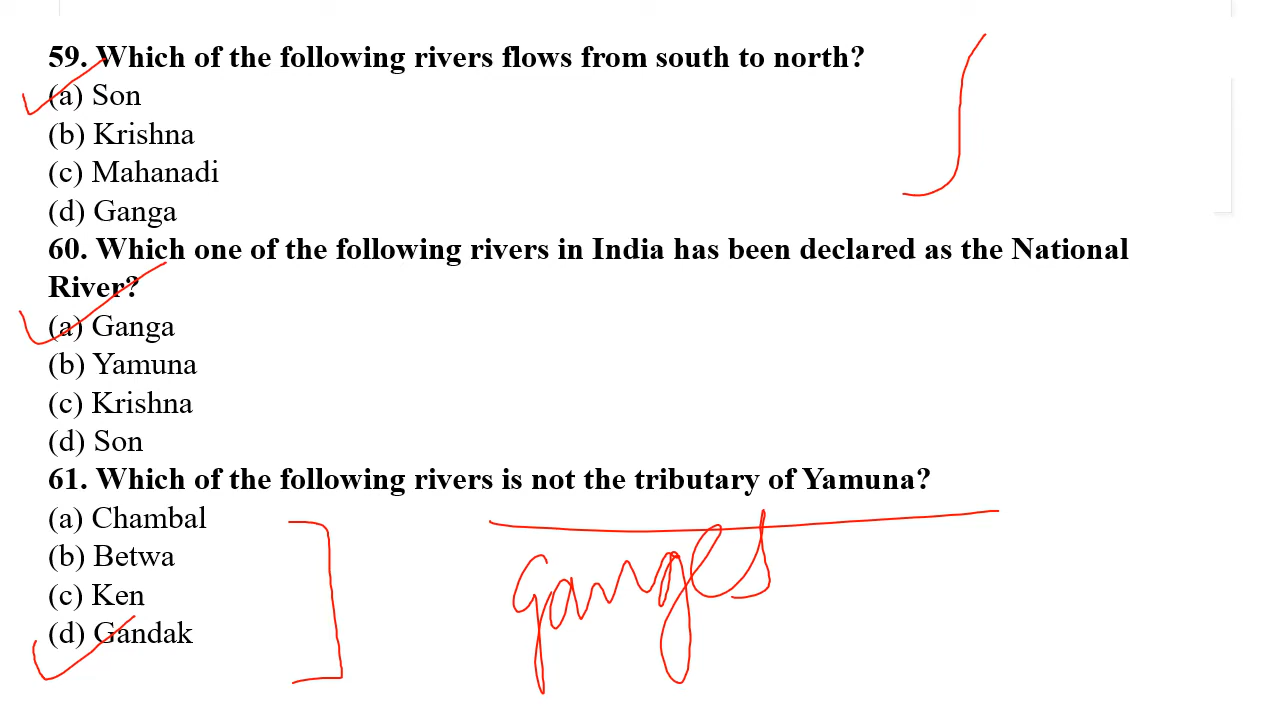 59. Which of the following rivers flows from south to north?
(a) Son
(b) Krishna
(c) Mahanadi
(d) Ganga
60. Which one of the following rivers in India has been declared as the National
River?
(a) Ganga
(b) Yamuna
(c) Krishna
(d) Son
61. Which of the following rivers is not the tributary of Yamuna?
(a) Chambal
(b) Betwa
(c) Ken
(d) Gandak
ganges